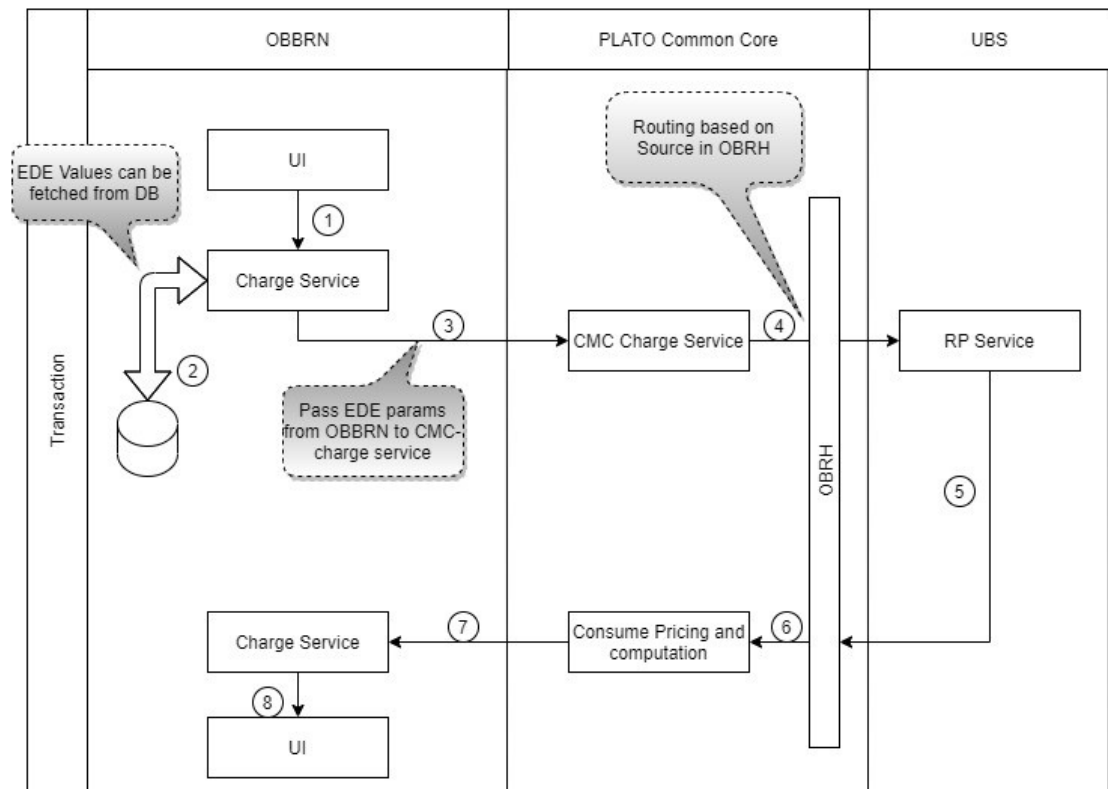 OBBRN
PLATO Common Core
UBS
Transaction
EDE Values can be
fetched from DB
UI
Routing based on
Source in OBRH
1
Charge Service
2
3
CMC Charge Service
4
RP Service
Pass EDE params
from OBBRN to CMC-
charge service
OBRH
5
Charge Service
7
Consume Pricing and
computation
6
8
UI